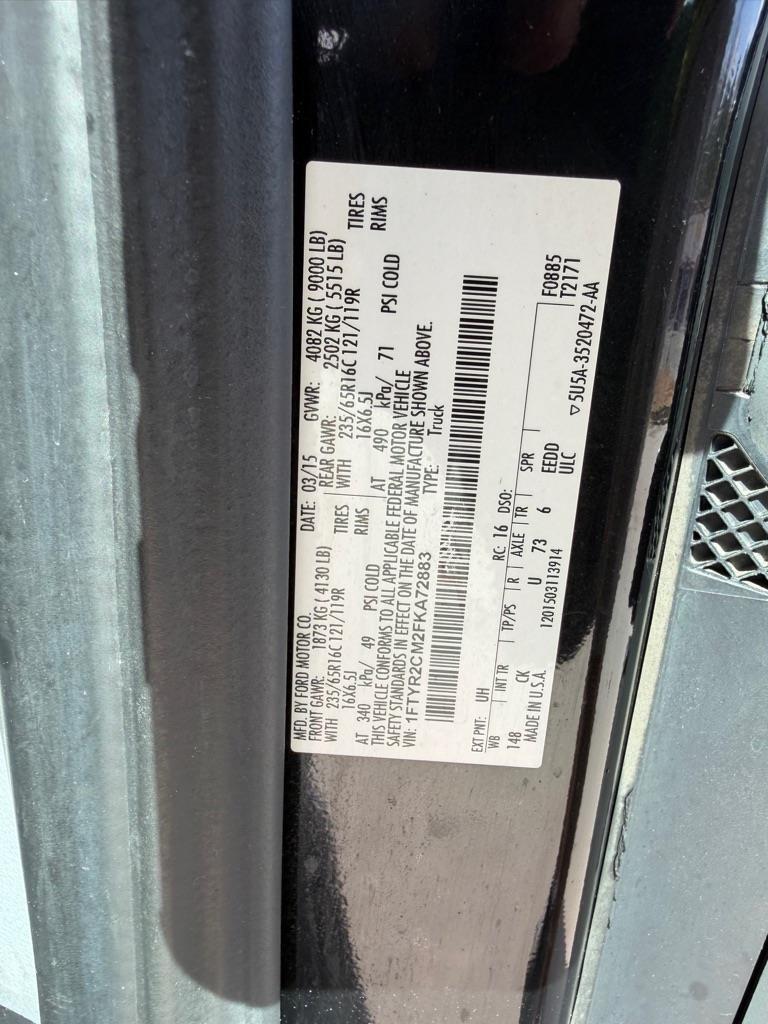 MFD. BY FORD MOTOR CO.
DATE: 03/15 GVWR: 4082 KG ( 9000 LB)
FRONT GAWR: 1873 KG (4130 LB) REAR GAWR: 2502 KG ( 5515 LB)
WITH 235/65R16C 121/119R TIRES WITH 235/65R16C 121/119R TIRES
16X6.5J RIMS 16X6.5J RIMS
AT 340 kPa/ 49 PSI COLD AT 490 kPa/ 71 PSI COLD
THIS VEHICLE CONFORMS TO ALL APPLICABLE FEDERAL MOTOR VEHICLE
SAFETY STANDARDS IN EFFECT ON THE DATE OF MANUFACTURE SHOWN ABOVE.
VIN: 1FTYR2CM2FKA72883 TYPE: Truck
EXT PNT: UH RC: 16 DSO:
WB INT TR TP/PS R AXLE TR SPR F0885
148 CK U 73 6 EEDD T2171
MADE IN U.S.A. 1201503113914 ULC ▽5U5A-3520472-AA